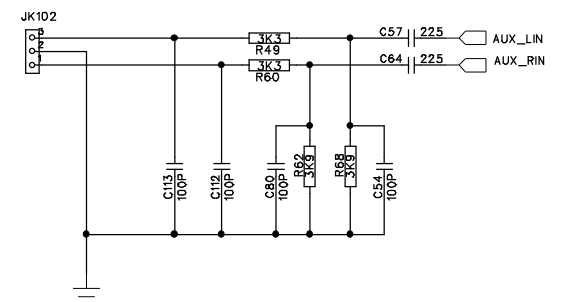 JK102
3
2
1
3K3
R49
3K3
R60
C57
225
AUX_LIN
C64
225
AUX_RIN
C113
100P
C112
100P
C80
100P
R62
3K9
R68
3K9
C54
100P